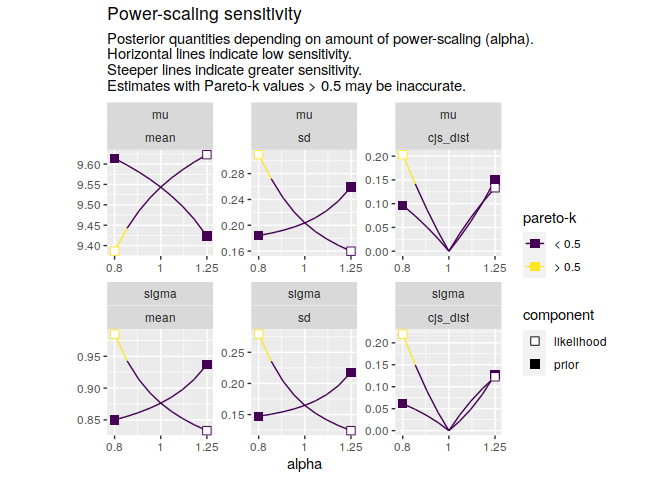 Power-scaling sensitivity
Posterior quantities depending on amount of power-scaling (alpha).
Horizontal lines indicate low sensitivity.
Steeper lines indicate greater sensitivity.
Estimates with Pareto-k values > 0.5 may be inaccurate.
mu mu mu
mean sd cjs_dist
9.60
9.55
9.50
9.45
9.40
0.28
0.24
0.20
0.16
0.20
0.15
0.10
0.05
0.00
0.8 1 1.25 0.8 1 1.25 0.8 1 1.25
sigma sigma sigma
mean sd cjs_dist
0.95
0.90
0.85
0.25
0.20
0.15
0.20
0.15
0.10
0.05
0.00
0.8 1 1.25 0.8 1 1.25 0.8 1 1.25
alpha
pareto-k
< 0.5
> 0.5
component
likelihood
prior